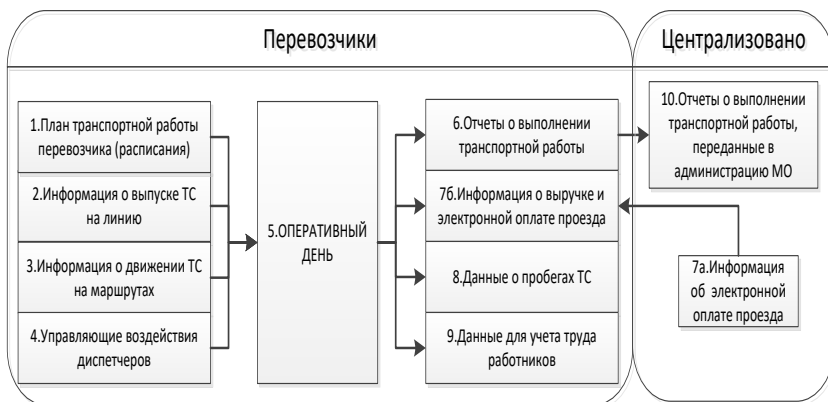 Перевозчики
Централизовано
1.План транспортной работы
перевозчика (расписания)
2.Информация о выпуске ТС
на линию
3.Информация о движении ТС
на маршрутах
4.Управляющие воздействия
диспетчеров
5.ОПЕРАТИВНЫЙ
ДЕНЬ
6.Отчеты о выполнении
транспортной работы
7б.Информация о выручке и
электронной оплате проезда
8.Данные о пробегах ТС
9.Данные для учета труда
работников
10.Отчеты о выполнении
транспортной работы,
переданные в
администрацию МО
7а.Информация
об электронной
оплате проезда